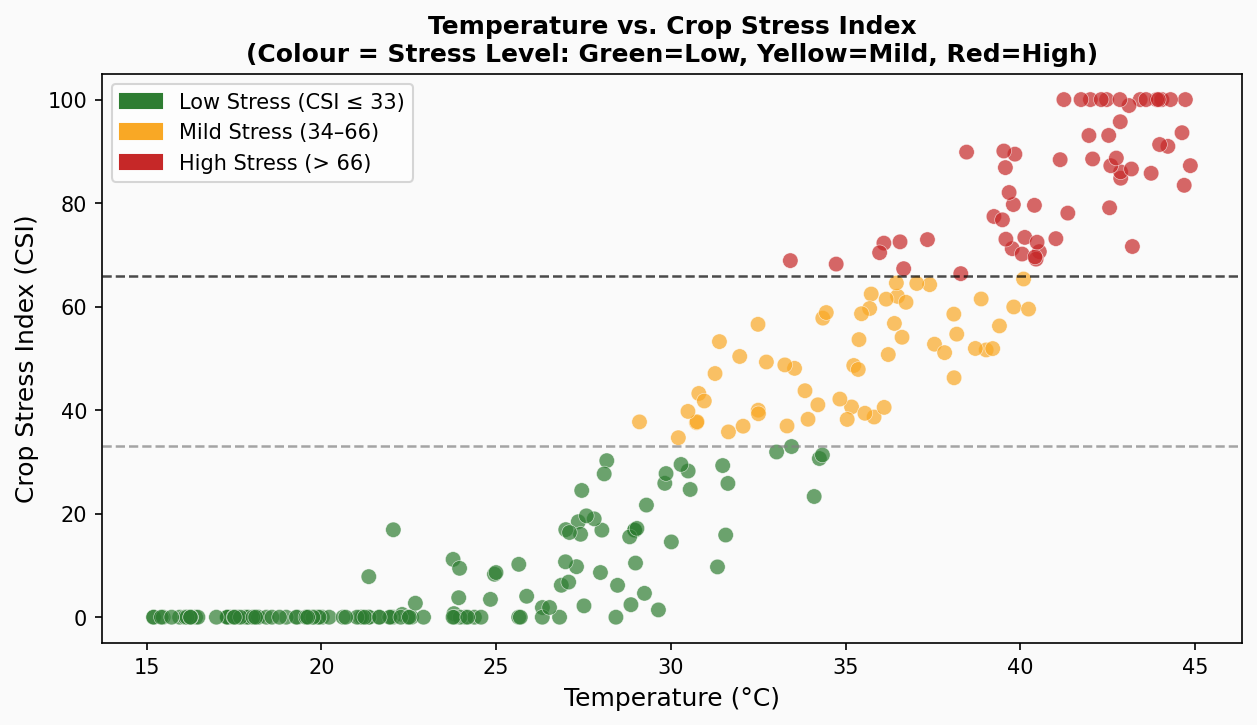 Temperature vs. Crop Stress Index
(Colour = Stress Level: Green=Low, Yellow=Mild, Red=High)
Low Stress (CSI ≤ 33)
Mild Stress (34–66)
High Stress (> 66)
Crop Stress Index (CSI)
100
80
60
40
20
0
15 20 25 30 35 40 45
Temperature (°C)